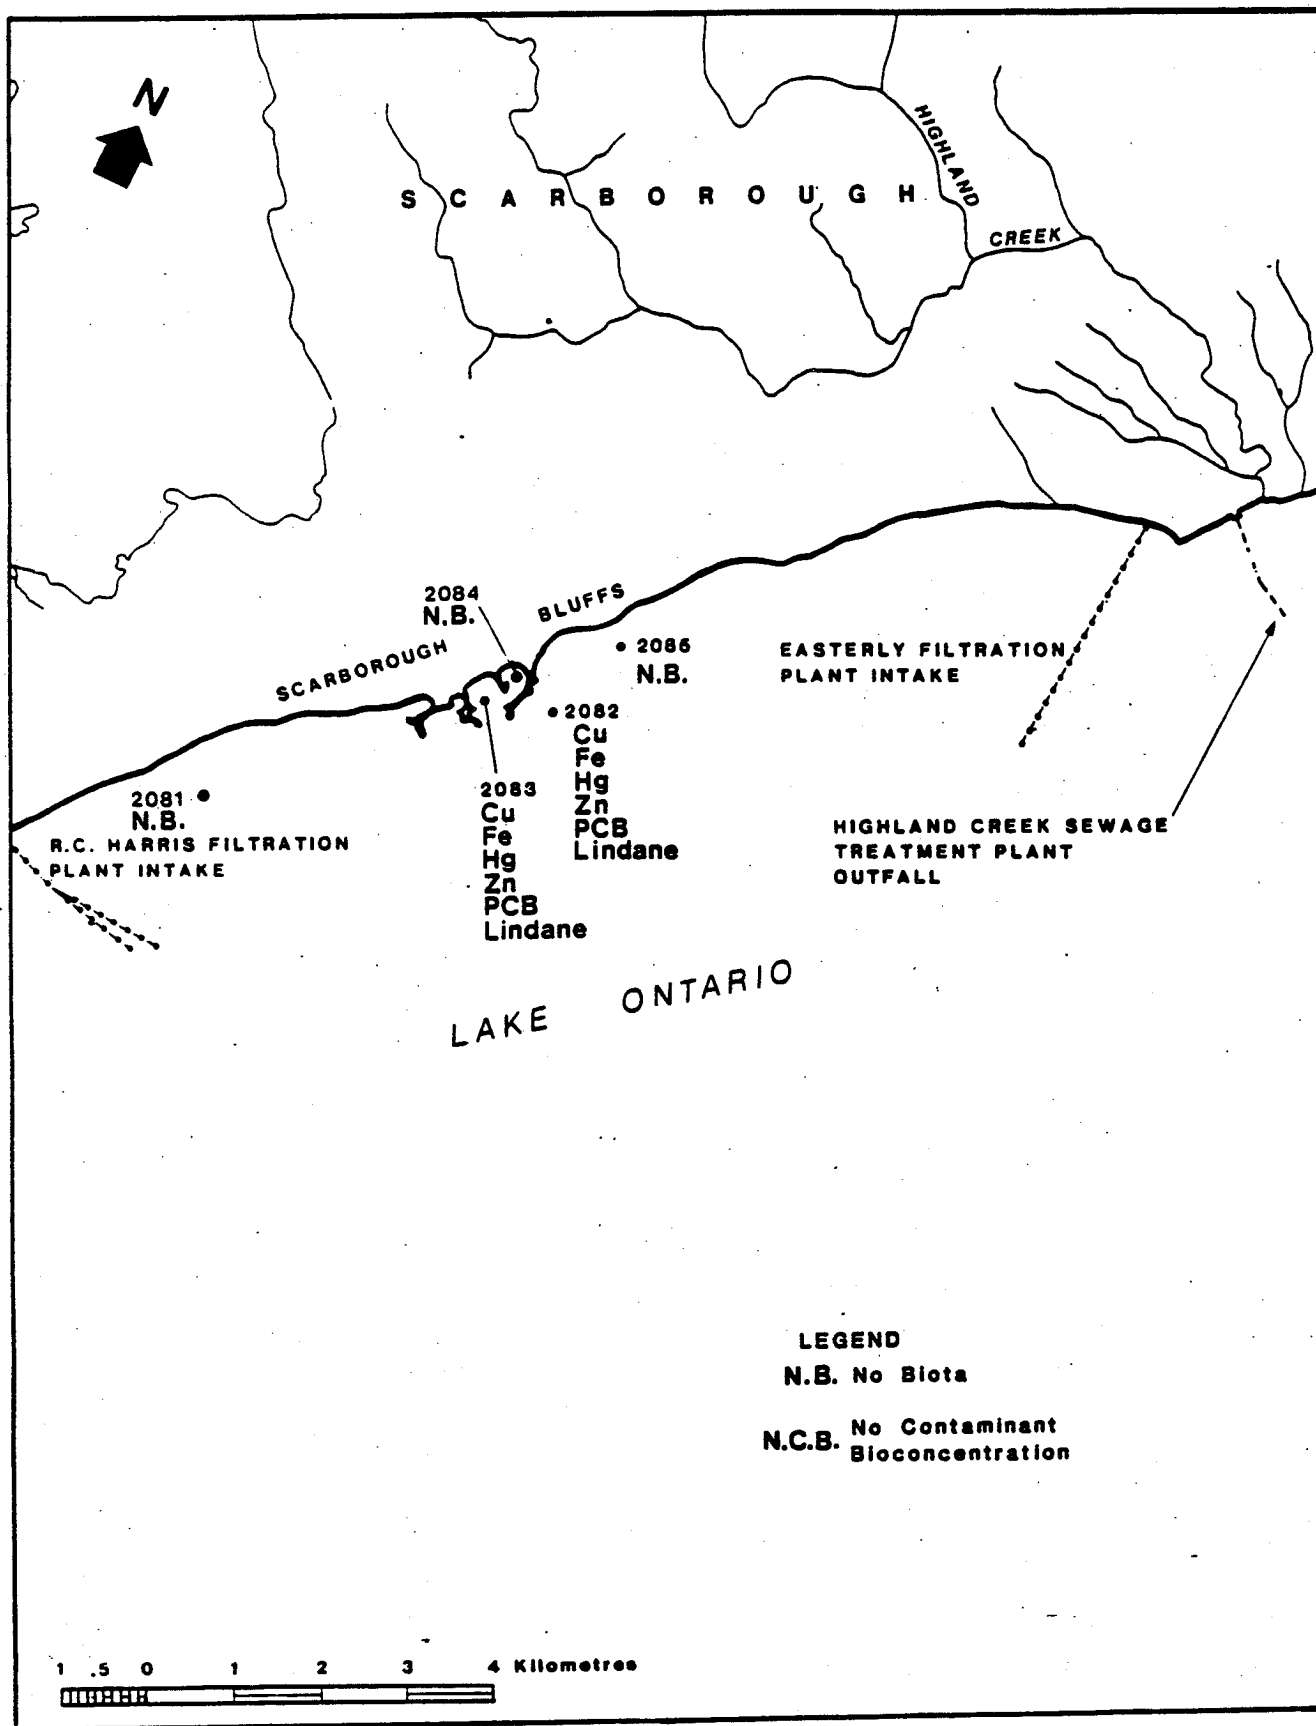 N
HIGHLAND
SCARBOROUGH
CREEK
2084
N.B.
BLUFFS
SCARBOROUGH
2085
N.B.
EASTERLY FILTRATION
PLANT INTAKE
2082
Cu
Fe
Hg
Zn
PCB
Lindane
2083
Cu
Fe
Hg
Zn
PCB
Lindane
2081
N.B.
R.C. HARRIS FILTRATION
PLANT INTAKE
HIGHLAND CREEK SEWAGE
TREATMENT PLANT
OUTFALL
LAKE ONTARIO
LEGEND
N.B. No Biota
N.C.B. No Contaminant
Bioconcentration
1 .5 0 1 2 3 4 Kilometres